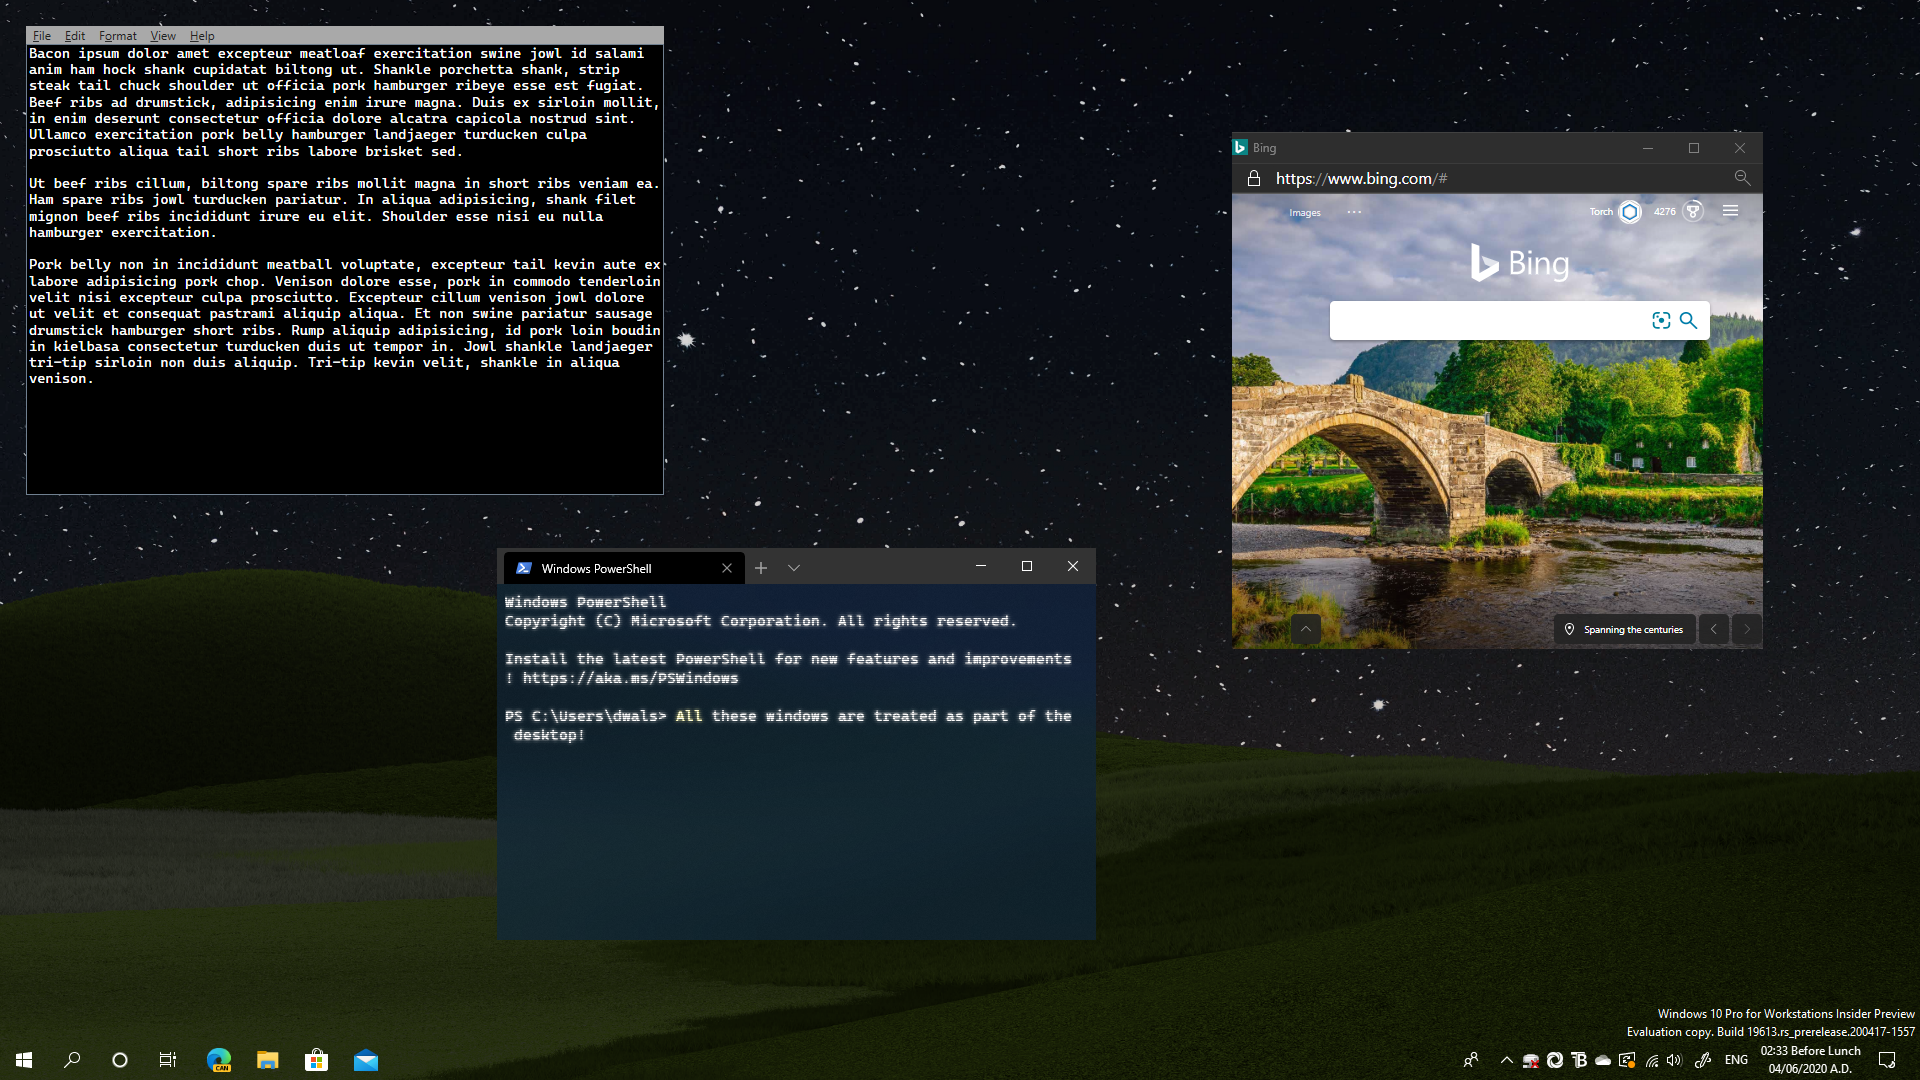 File Edit Format View Help
Bacon ipsum dolor amet excepteur meatloaf exercitation swine jowl id salami
anim ham hock shank cupidatat biltong ut. Shankle porchetta shank, strip
steak tail chuck shoulder ut officia pork hamburger ribeye esse est fugiat.
Beef ribs ad drumstick, adipisicing enim irure magna. Duis ex sirloin mollit,
in enim deserunt consectetur officia dolore alcatra capicola nostrud sint.
Ullamco exercitation pork belly hamburger landjaeger turducken culpa
prosciutto aliqua tail short ribs labore brisket sed.
Ut beef ribs cillum, biltong spare ribs mollit magna in short ribs veniam ea.
Ham spare ribs jowl turducken pariatur. In aliqua adipisicing, shank filet
mignon beef ribs incididunt irure eu elit. Shoulder esse nisi eu nulla
hamburger exercitation.
Pork belly non in incididunt meatball voluptate, excepteur tail kevin aute ex
labore adipisicing pork chop. Venison dolore esse, pork in commodo tenderloin
velit nisi excepteur culpa prosciutto. Excepteur cillum venison jowl dolore
ut velit et consequat pastrami aliquip aliqua. Et non swine pariatur sausage
drumstick hamburger short ribs. Rump aliquip adipisicing, id pork loin boudin
in kielbasa consectetur turducken duis ut tempor in. Jowl shankle landjaeger
tri-tip sirloin non duis aliquip. Tri-tip kevin velit, shankle in aliqua
venison.
Bing
https://www.bing.com/#
Images ... Torch 4276
Bing
Spanning the centuries
Windows PowerShell
Windows PowerShell
Copyright (C) Microsoft Corporation. All rights reserved.
Install the latest PowerShell for new features and improvements
! https://aka.ms/PSWindows
PS C:\Users\dwals> All these windows are treated as part of the
desktop!
Windows 10 Pro for Workstations Insider Preview
Evaluation copy. Build 19613.rs_prerelease.200417-1557
CAN
ENG
02:33 Before Lunch
04/06/2020 A.D.